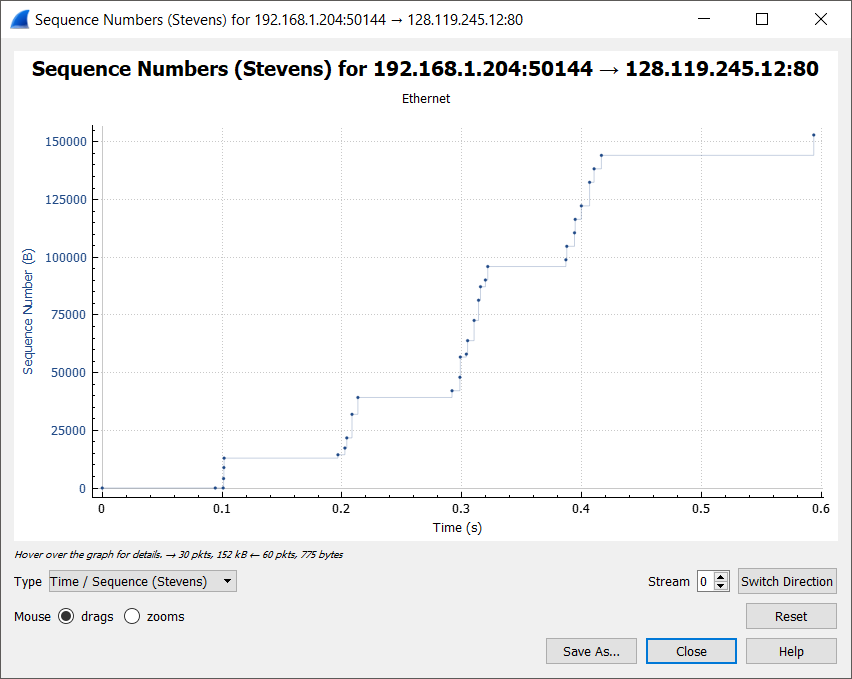 Sequence Numbers (Stevens) for 192.168.1.204:50144 → 128.119.245.12:80
Sequence Numbers (Stevens) for 192.168.1.204:50144 → 128.119.245.12:80
Ethernet
150000
125000
100000
75000
50000
25000
0
Sequence Number (B)
0 0.1 0.2 0.3 0.4 0.5 0.6
Time (s)
Hover over the graph for details. → 30 pkts, 152 kB ← 60 pkts, 775 bytes
Type Time / Sequence (Stevens) Stream 0 Switch Direction
Mouse drags zooms Reset
Save As... Close Help